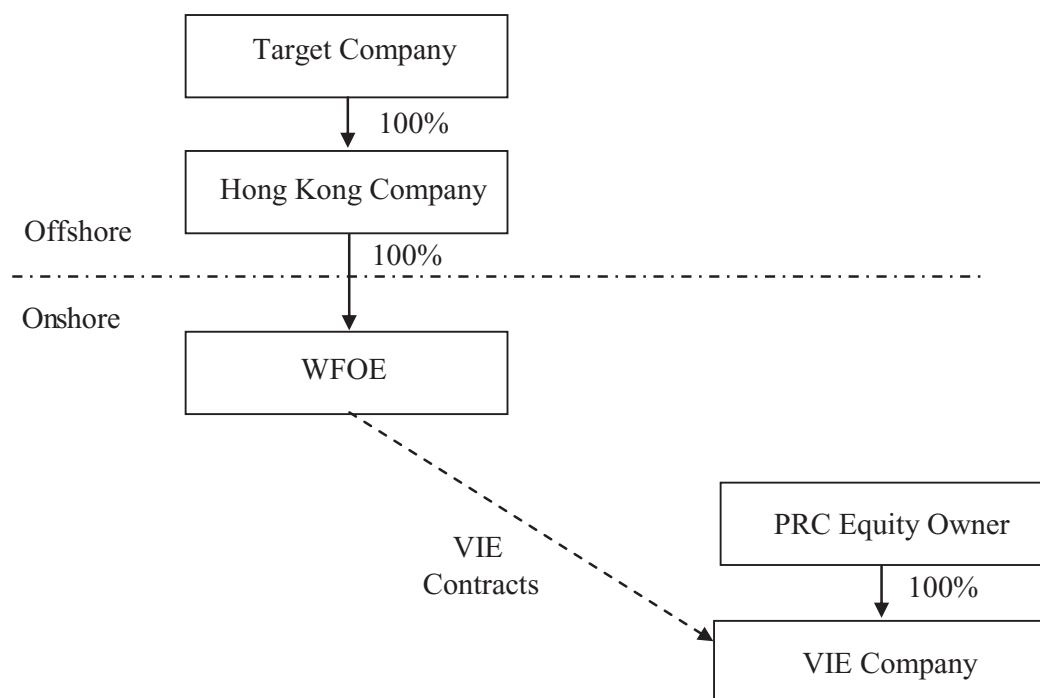 Target Company
100%
Hong Kong Company
Offshore
100%
Onshore
WFOE
PRC Equity Owner
VIE
Contracts
100%
VIE Company